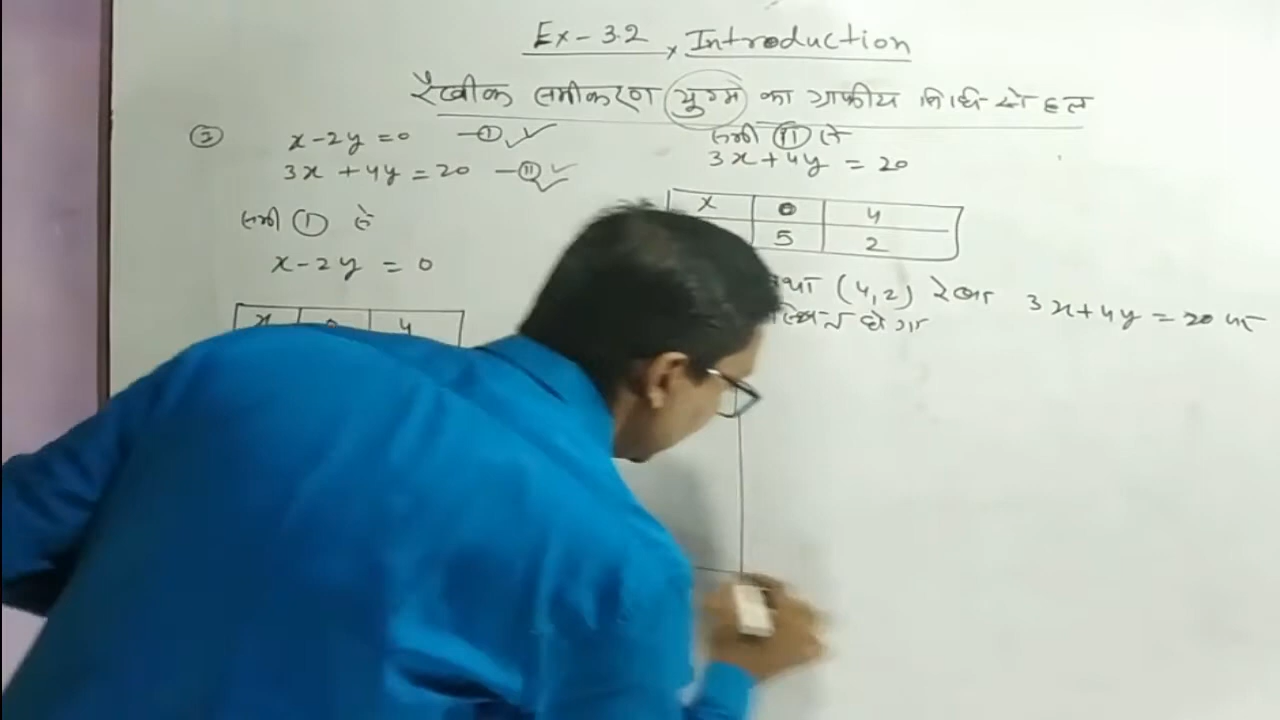 Ex - 3.2, Introduction
रैखीक समीकरण युग्म का ग्राफीय विधि से हल
① x - 2y = 0 — ① ✓
3x + 4y = 20 — ⑪ ✓
समी ① से
x - 2y = 0
x 0 4
समी ⑪ से
3x + 4y = 20
x 0 4
5 2
(4,2) रेखा 3x + 4y = 20 पर
स्थित होगा